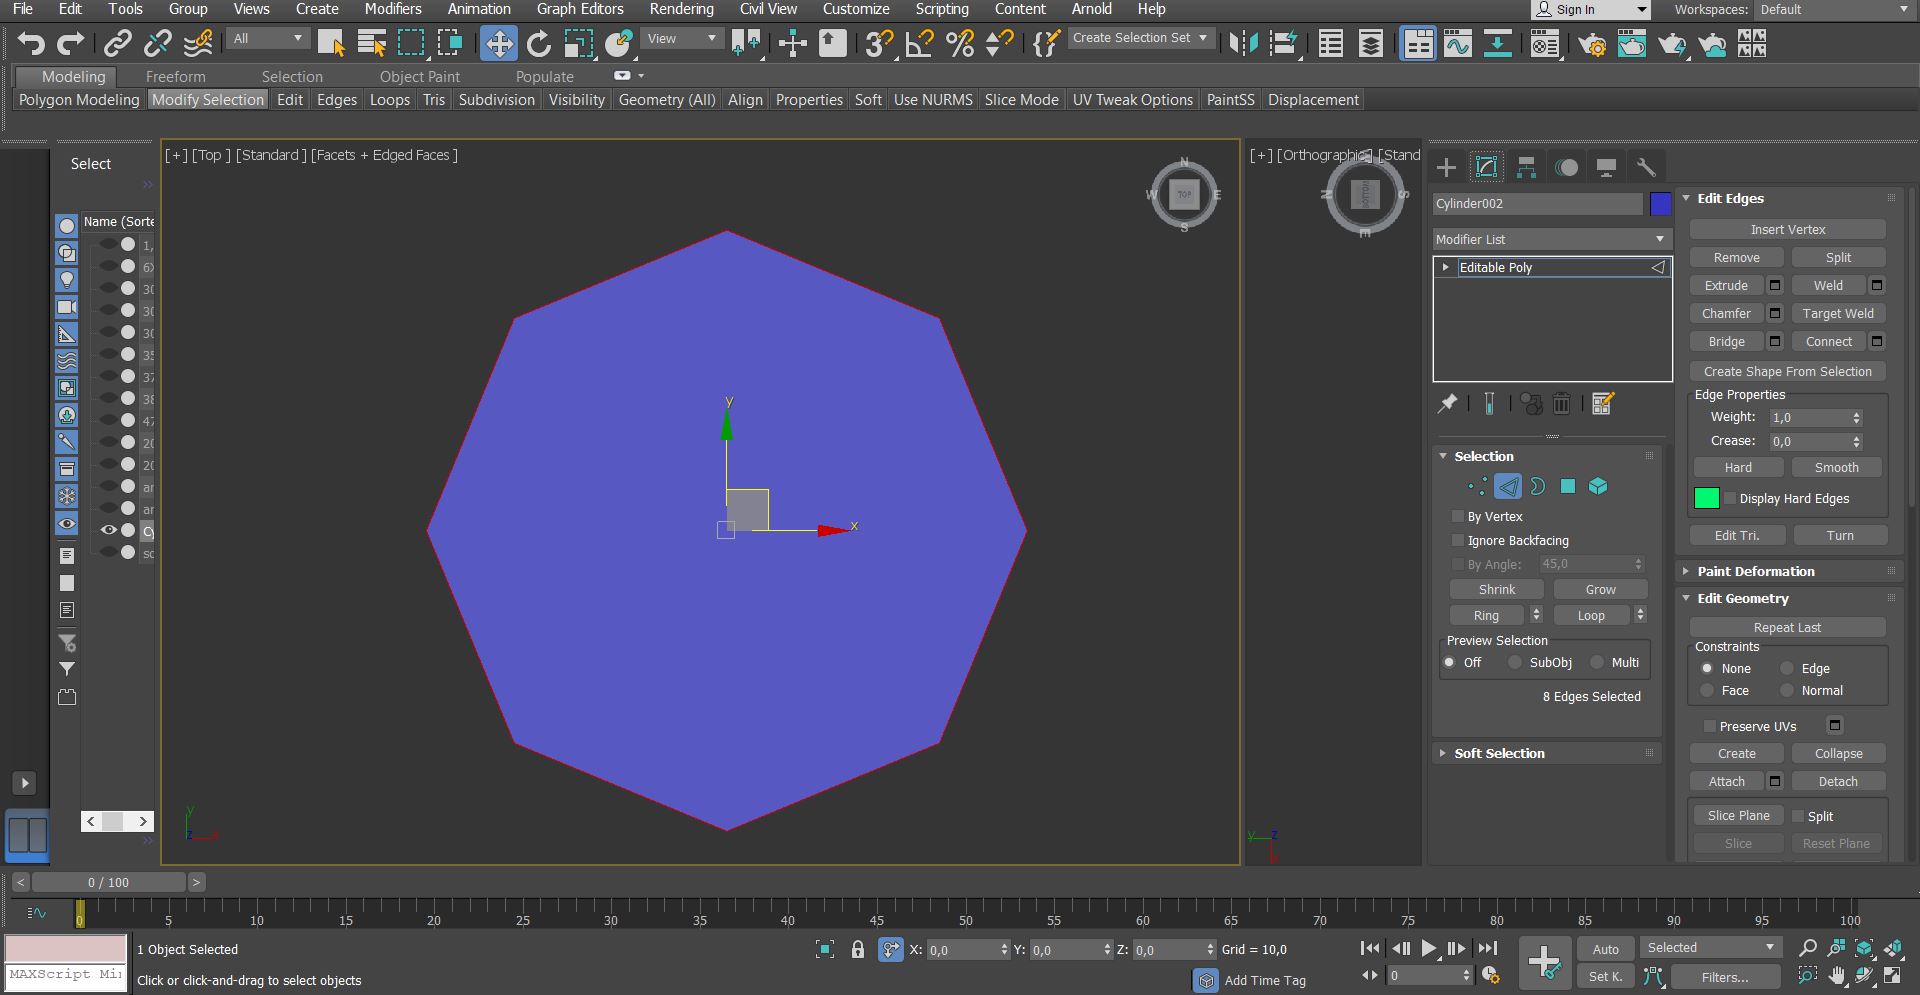 File Edit Tools Group Views Create Modifiers Animation Graph Editors Rendering Civil View Customize Scripting Content Arnold Help Sign In Workspaces: Default
All View 3 Create Selection Set
Modeling Freeform Selection Object Paint Populate
Polygon Modeling Modify Selection Edit Edges Loops Tris Subdivision Visibility Geometry (All) Align Properties Soft Use NURMS Slice Mode UV Tweak Options PaintSS Displacement
Select
Name (Sorte
1,
6x
30
30
30
35
37
38
47
20
20
ar
ar
Cy
sc
[+] [Top ] [Standard ] [Facets + Edged Faces ]
N
W TOP E
S
y
x
y
z x
[+] [Orthographic] [Stand
N BOTTOM S
E
y z
x
Cylinder002
Modifier List
Editable Poly
Selection
By Vertex
Ignore Backfacing
By Angle: 45,0
Shrink Grow
Ring Loop
Preview Selection
Off SubObj Multi
8 Edges Selected
Soft Selection
Edit Edges
Insert Vertex
Remove Split
Extrude Weld
Chamfer Target Weld
Bridge Connect
Create Shape From Selection
Edge Properties
Weight: 1,0
Crease: 0,0
Hard Smooth
Display Hard Edges
Edit Tri. Turn
Paint Deformation
Edit Geometry
Repeat Last
Constraints
None Edge
Face Normal
Preserve UVs
Create Collapse
Attach Detach
Slice Plane Split
Slice Reset Plane
< 0 / 100 >
0 5 10 15 20 25 30 35 40 45 50 55 60 65 70 75 80 85 90 95 100
1 Object Selected X: 0,0 Y: 0,0 Z: 0,0 Grid = 10,0 Auto Selected
MAXScript Mi
Click or click-and-drag to select objects Add Time Tag 0 Set K. Filters...